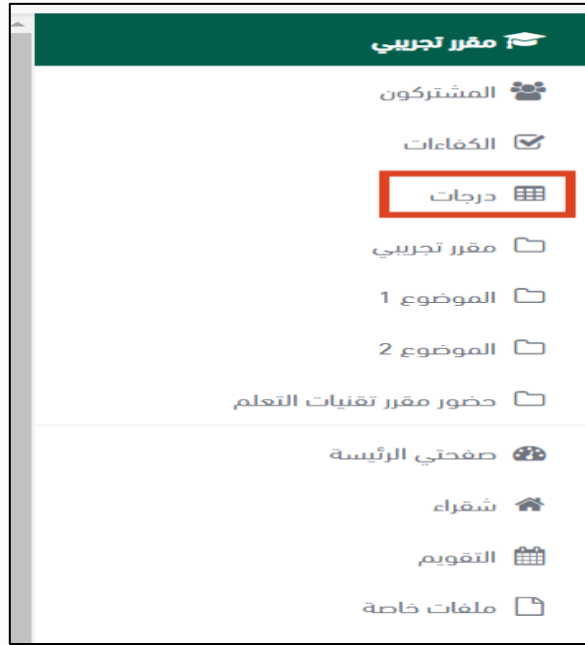 مقرر تجريبي
المشتركون
الكفاءات
درجات
مقرر تجريبي
الموضوع 1
الموضوع 2
حضور مقرر تقنيات التعلم
صفحتي الرئيسة
شقراء
التقويم
ملفات خاصة